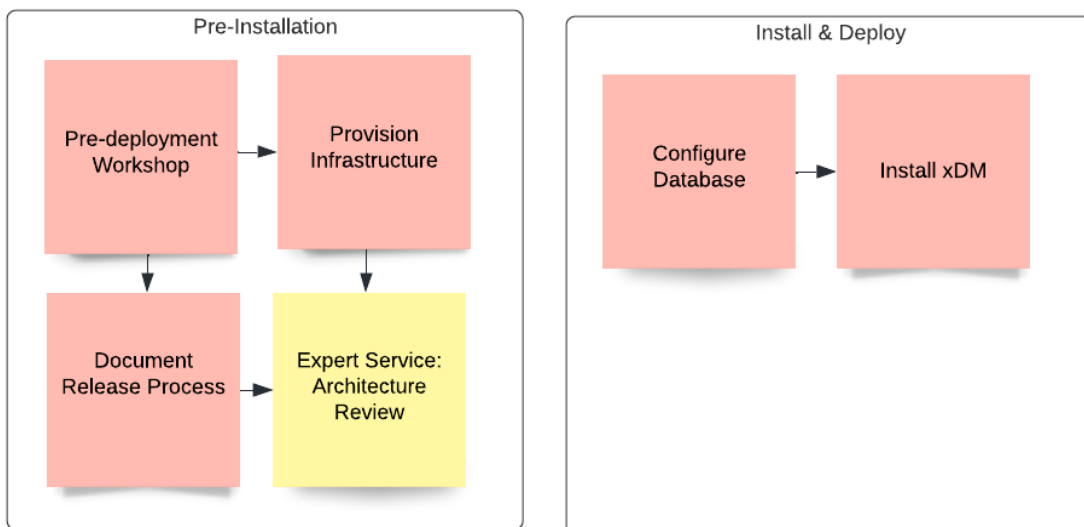 Pre-Installation
Pre-deployment
Workshop
Provision
Infrastructure
Document
Release Process
Expert Service:
Architecture
Review
Install & Deploy
Configure
Database
Install xDM